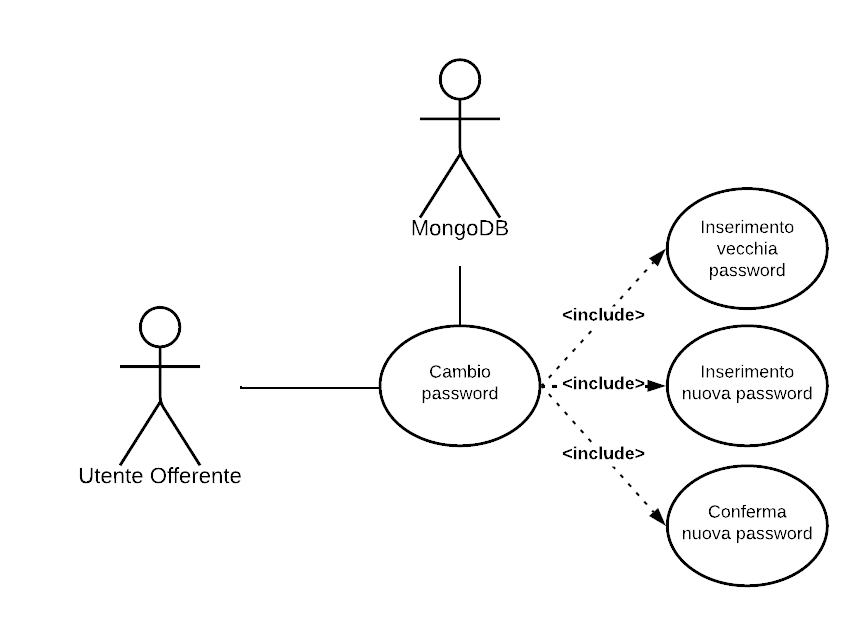 MongoDB
Inserimento
vecchia
password
<include>
Cambio
password
<include>
Inserimento
nuova password
<include>
Utente Offerente
Conferma
nuova password